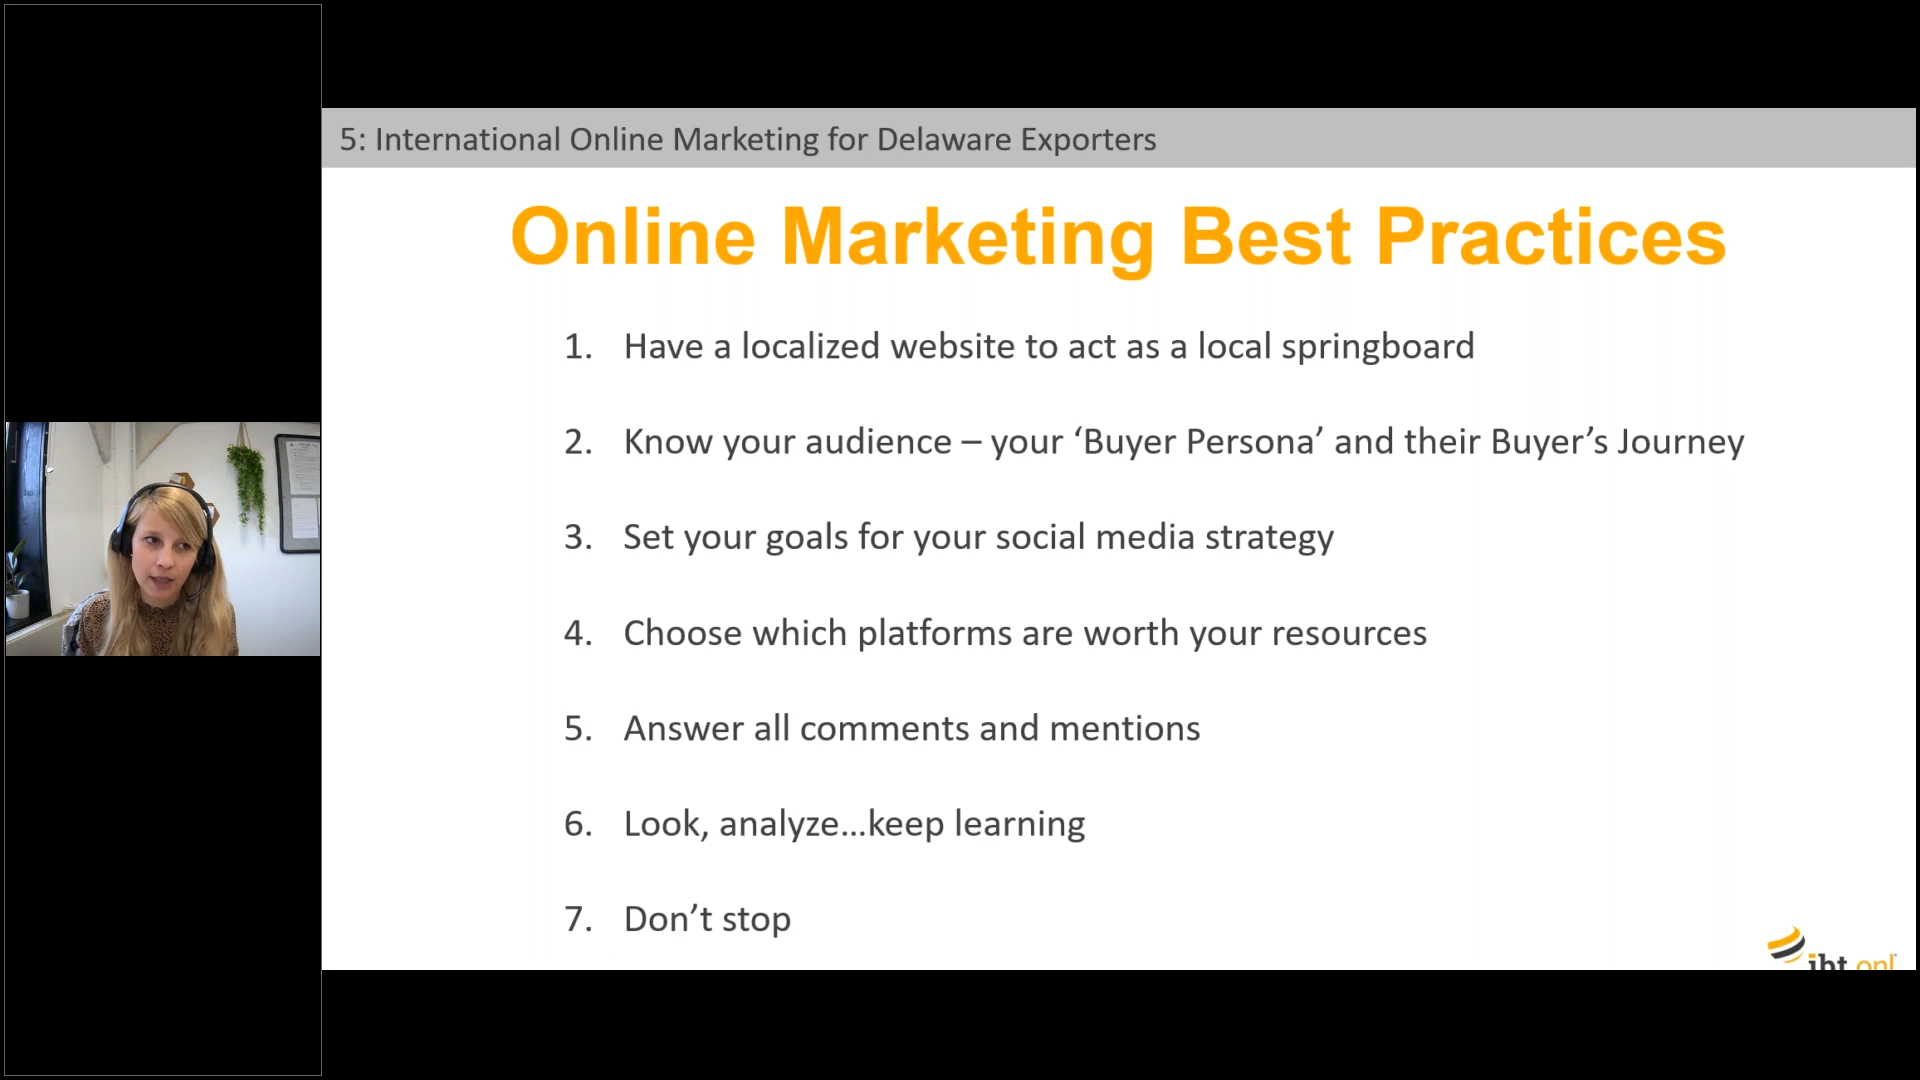 5: International Online Marketing for Delaware Exporters
Online Marketing Best Practices
1. Have a localized website to act as a local springboard
2. Know your audience – your ‘Buyer Persona’ and their Buyer’s Journey
3. Set your goals for your social media strategy
4. Choose which platforms are worth your resources
5. Answer all comments and mentions
6. Look, analyze...keep learning
7. Don’t stop
ibt onl